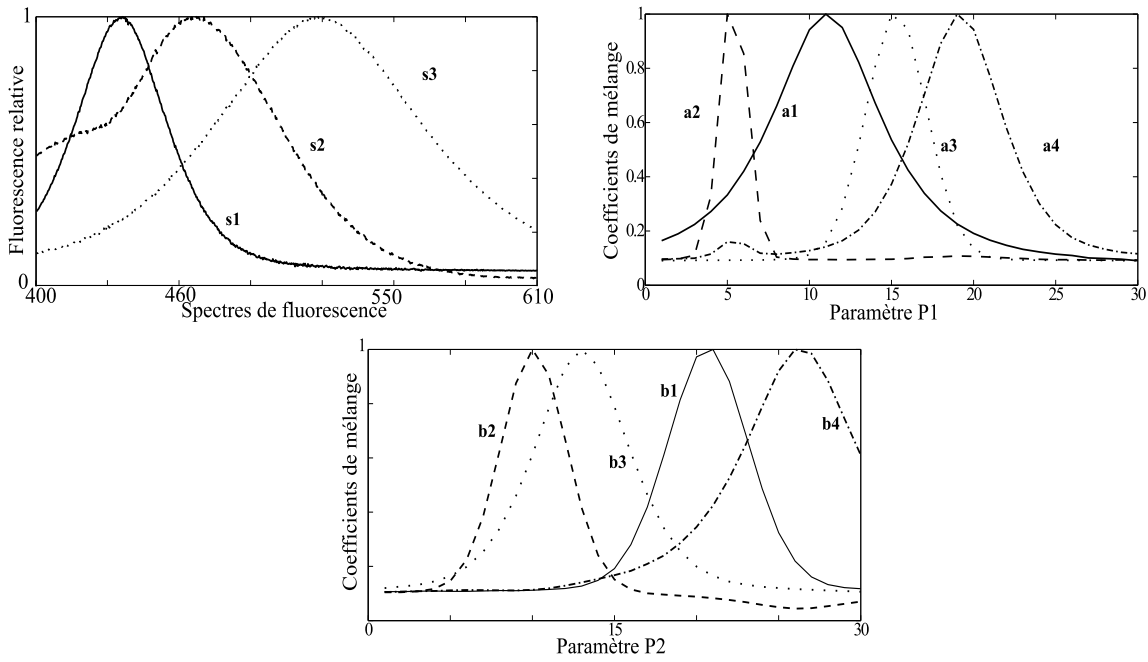 Fluorescence relative
1
0
s1
s2
s3
400
460
550
610
Spectres de fluorescence
Coefficients de mélange
1
0,8
0.6
0.4
0.2
0
a2
a1
a3
a4
0
5
10
15
20
25
30
Paramètre P1
Coefficients de mélange
1
b2
b3
b1
b4
0
15
30
Paramètre P2